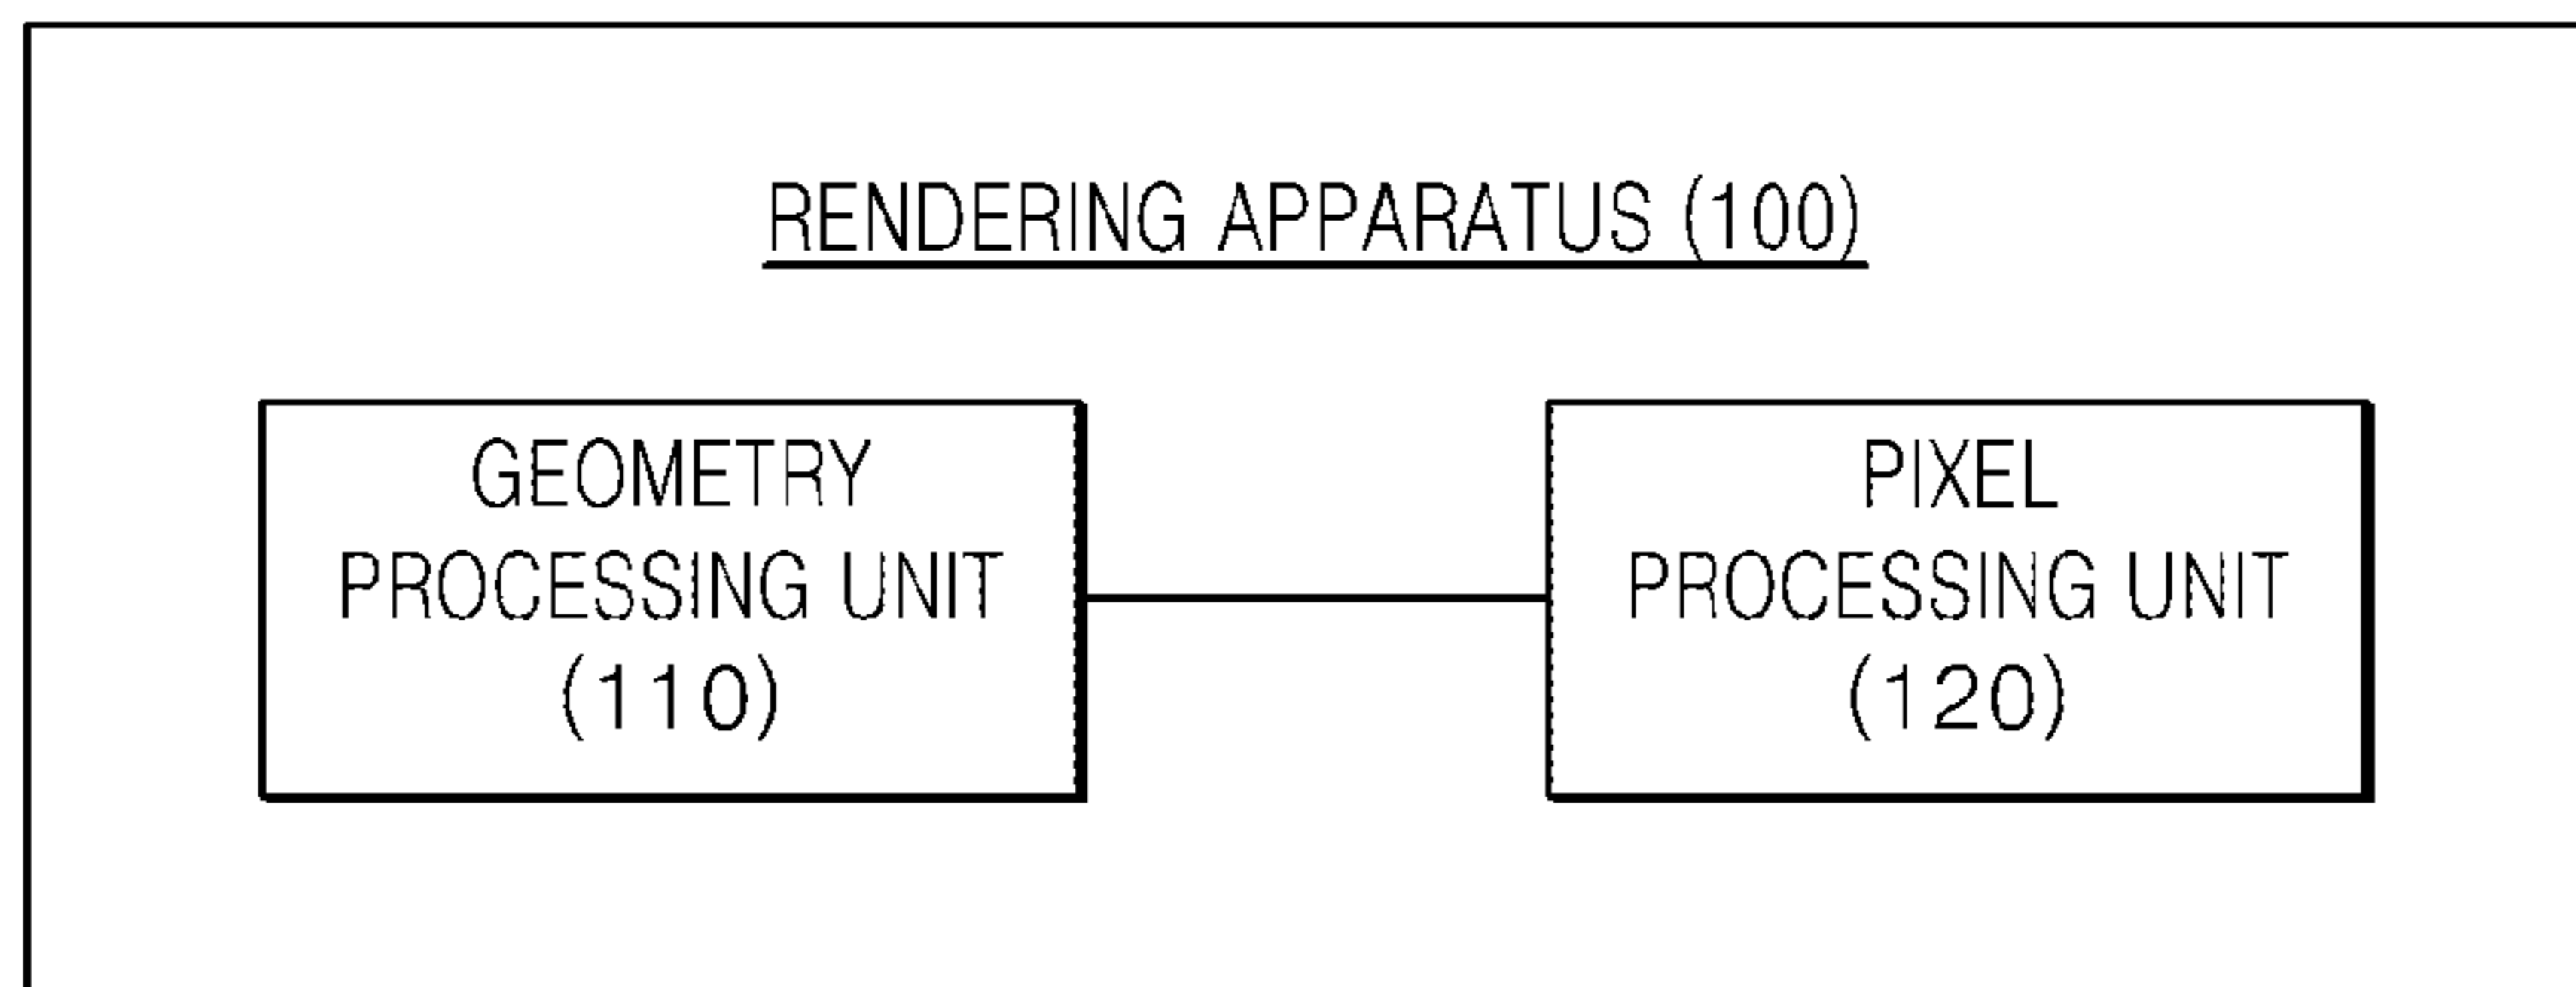 RENDERING APPARATUS (100)
GEOMETRY
PROCESSING UNIT
(110)
PIXEL
PROCESSING UNIT
(120)